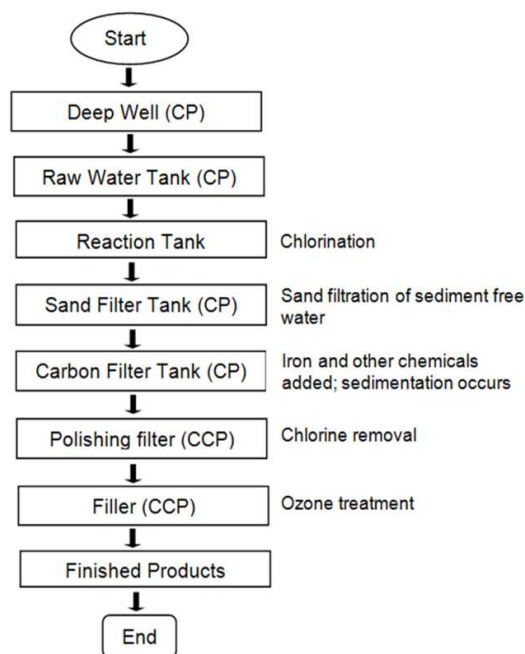 Start
Deep Well (CP)
Raw Water Tank (CP)
Reaction Tank
Chlorination
Sand Filter Tank (CP)
Sand filtration of sediment free
water
Carbon Filter Tank (CP)
Iron and other chemicals
added; sedimentation occurs
Polishing filter (CCP)
Chlorine removal
Filler (CCP)
Ozone treatment
Finished Products
End